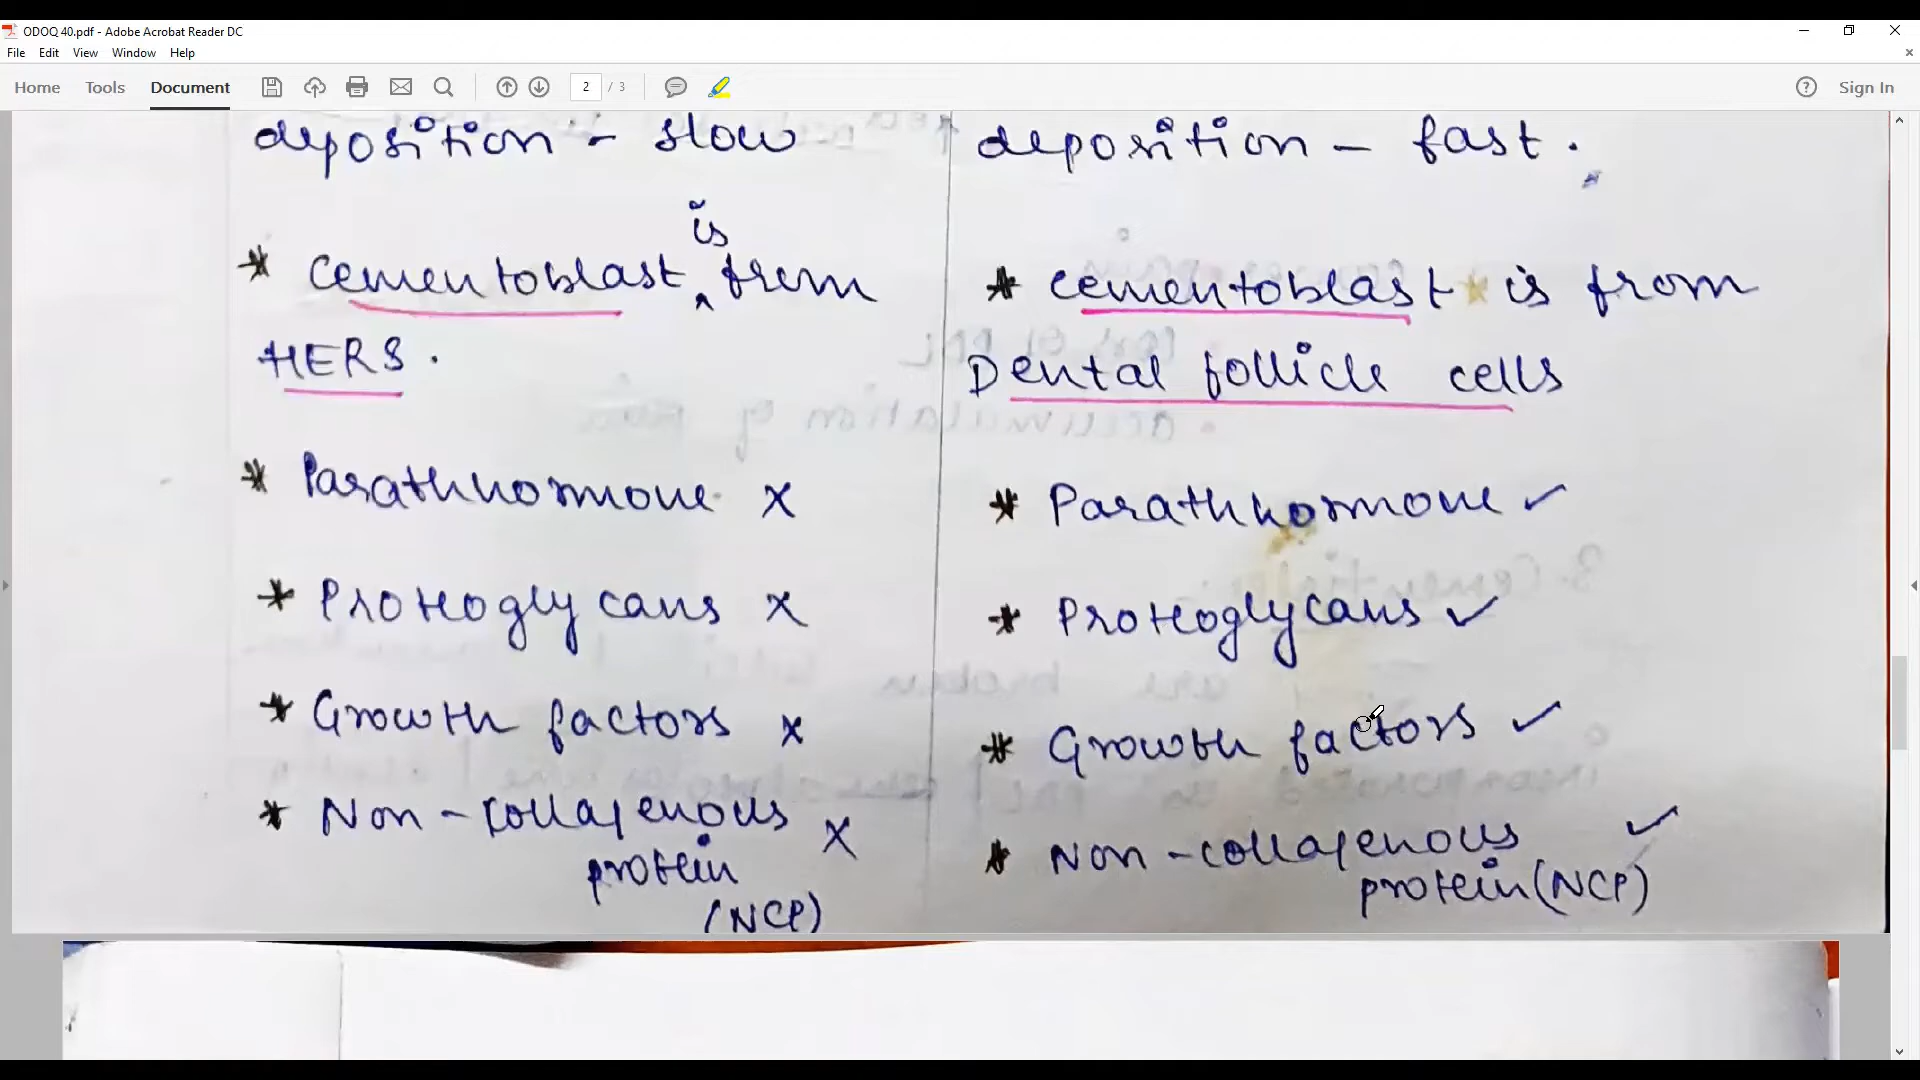 ODOQ 40.pdf - Adobe Acrobat Reader DC
File Edit View Window Help
Home Tools Document 2 / 3 Sign In
deposition - slow
* Cementoblast is from
HERS.
* Parathhormone X
* Proteoglycans X
* Growth factors X
* Non-collagenous X
protein
(NCP)
deposition - fast.
* cementoblast is from
Dental follicle cells
* Parathhormone ✓
* Proteoglycans ✓
* Growth factors ✓
* Non-collagenous ✓
protein (NCP)